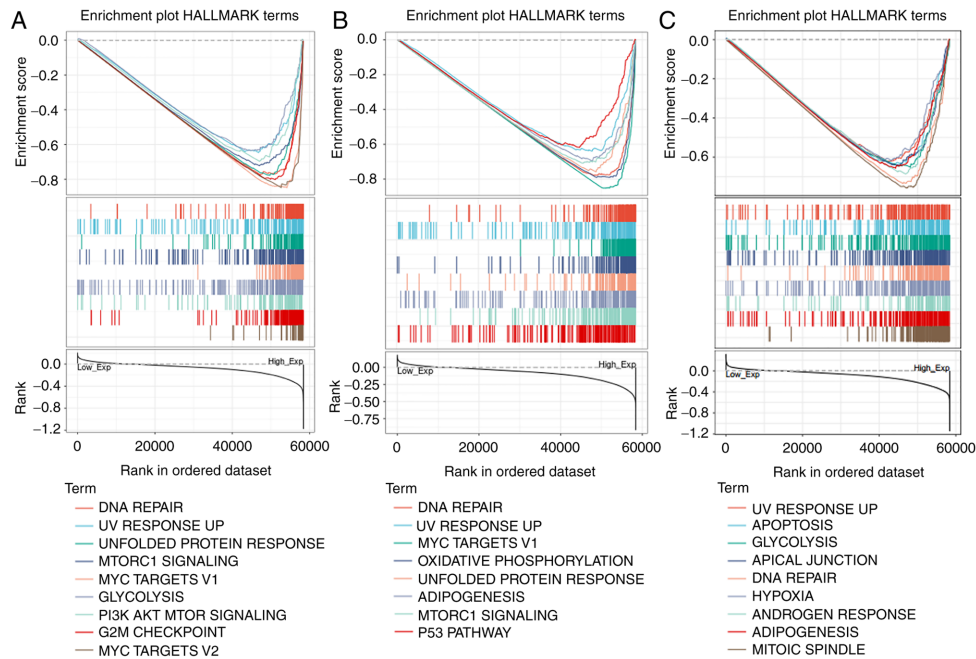 A
Enrichment plot HALLMARK terms
Enrichment score
0.0
−0.2
−0.4
−0.6
−0.8
Rank
0.00
−0.4
−0.8
−1.2
Low_Exp
High_Exp
0
20000
40000
60000
Rank in ordered dataset
Term
DNA REPAIR
UV RESPONSE UP
UNFOLDED PROTEIN RESPONSE
MTORC1 SIGNALING
MYC TARGETS V1
GLYCOLYSIS
PI3K AKT MTOR SIGNALING
G2M CHECKPOINT
MYC TARGETS V2
B
Enrichment plot HALLMARK terms
Enrichment score
0.0
−0.2
−0.4
−0.6
−0.8
Rank
0.00
−0.25
−0.50
−0.75
Low_Exp
High_Exp
0
20000
40000
60000
Rank in ordered dataset
Term
DNA REPAIR
UV RESPONSE UP
MYC TARGETS V1
OXIDATIVE PHOSPHORYLATION
UNFOLDED PROTEIN RESPONSE
ADIPOGENESIS
MTORC1 SIGNALING
P53 PATHWAY
C
Enrichment plot HALLMARK terms
Enrichment score
0.0
−0.2
−0.4
−0.6
Rank
0.00
−0.4
−0.8
−1.2
Low_Exp
High_Exp
0
20000
40000
60000
Rank in ordered dataset
Term
UV RESPONSE UP
APOPTOSIS
GLYCOLYSIS
APICAL JUNCTION
DNA REPAIR
HYPOXIA
ANDROGEN RESPONSE
ADIPOGENESIS
MITOIC SPINDLE